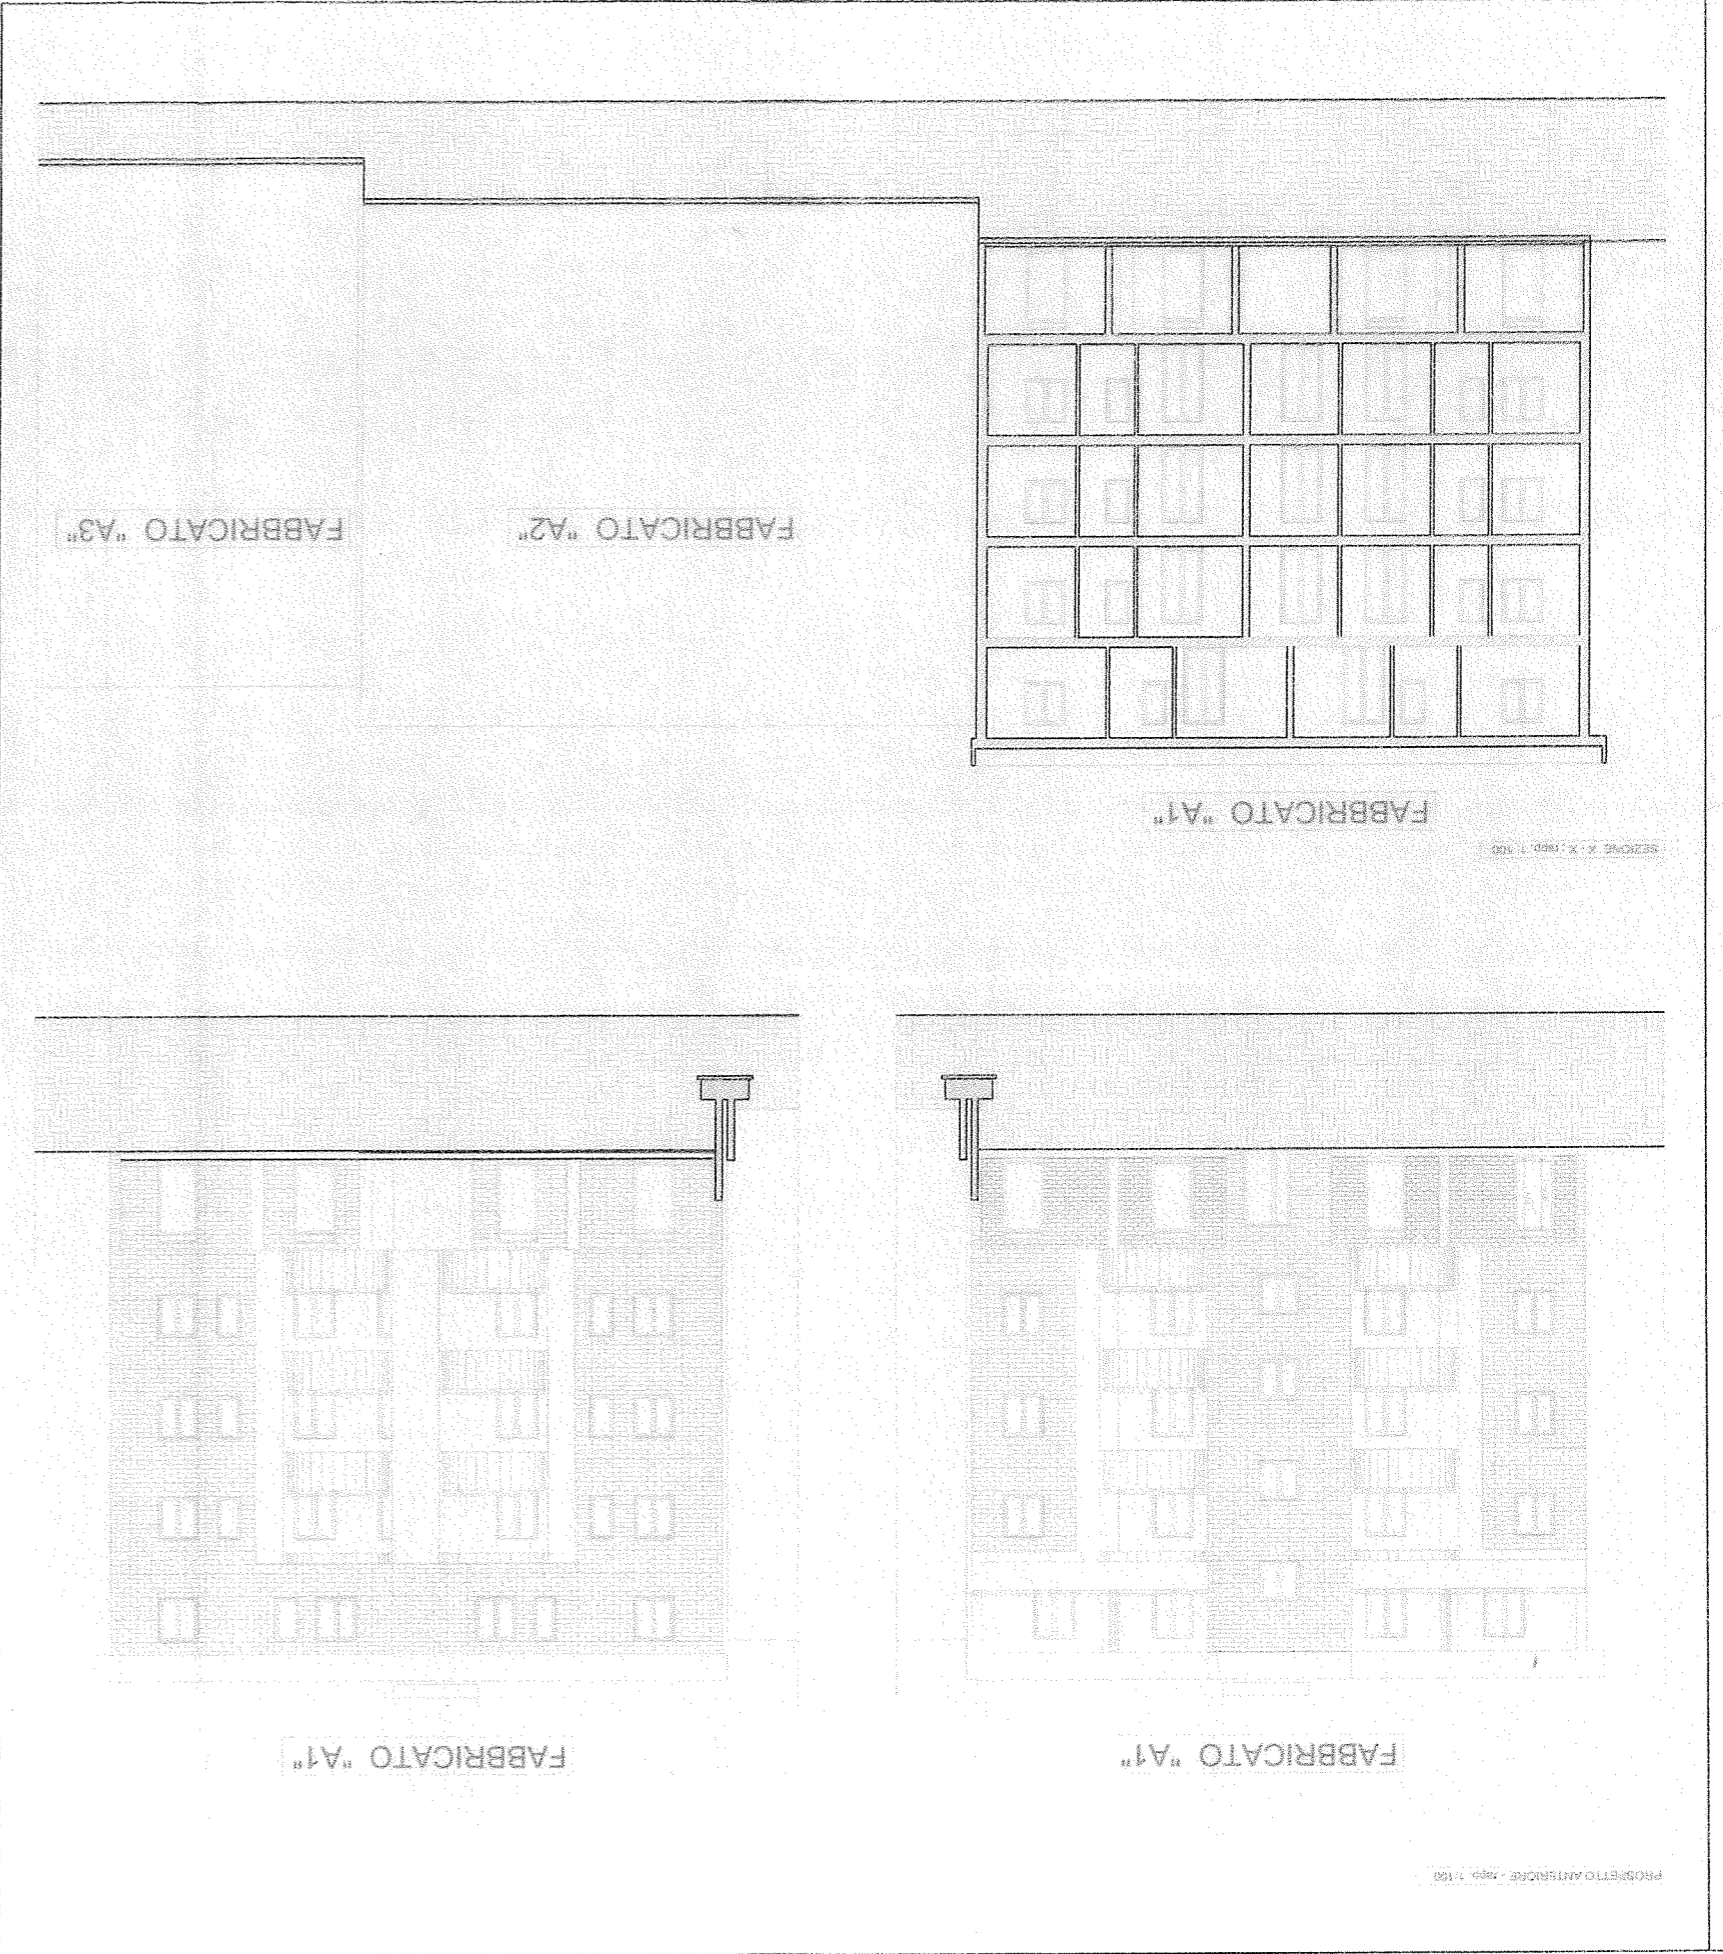 PROSPETTO ANTERIORE - rapp. 1:100
FABBRICATO "A1"
FABBRICATO "A1"
SEZIONE X - X rapp. 1:100
FABBRICATO "A1"
FABBRICATO "A2"
FABBRICATO "A3"